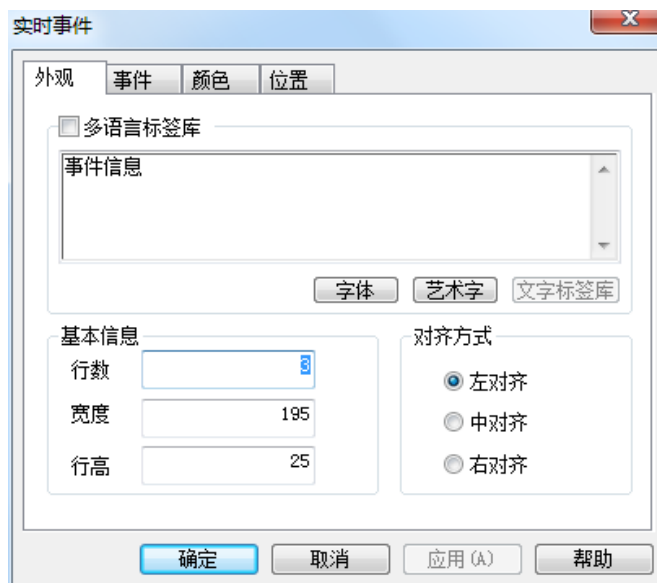 实时事件
外观 事件 颜色 位置
多语言标签库
事件信息
字体 艺术字 文字标签库
基本信息 对齐方式
行数 3 左对齐
宽度 195 中对齐
行高 25 右对齐
确定 取消 应用(A) 帮助